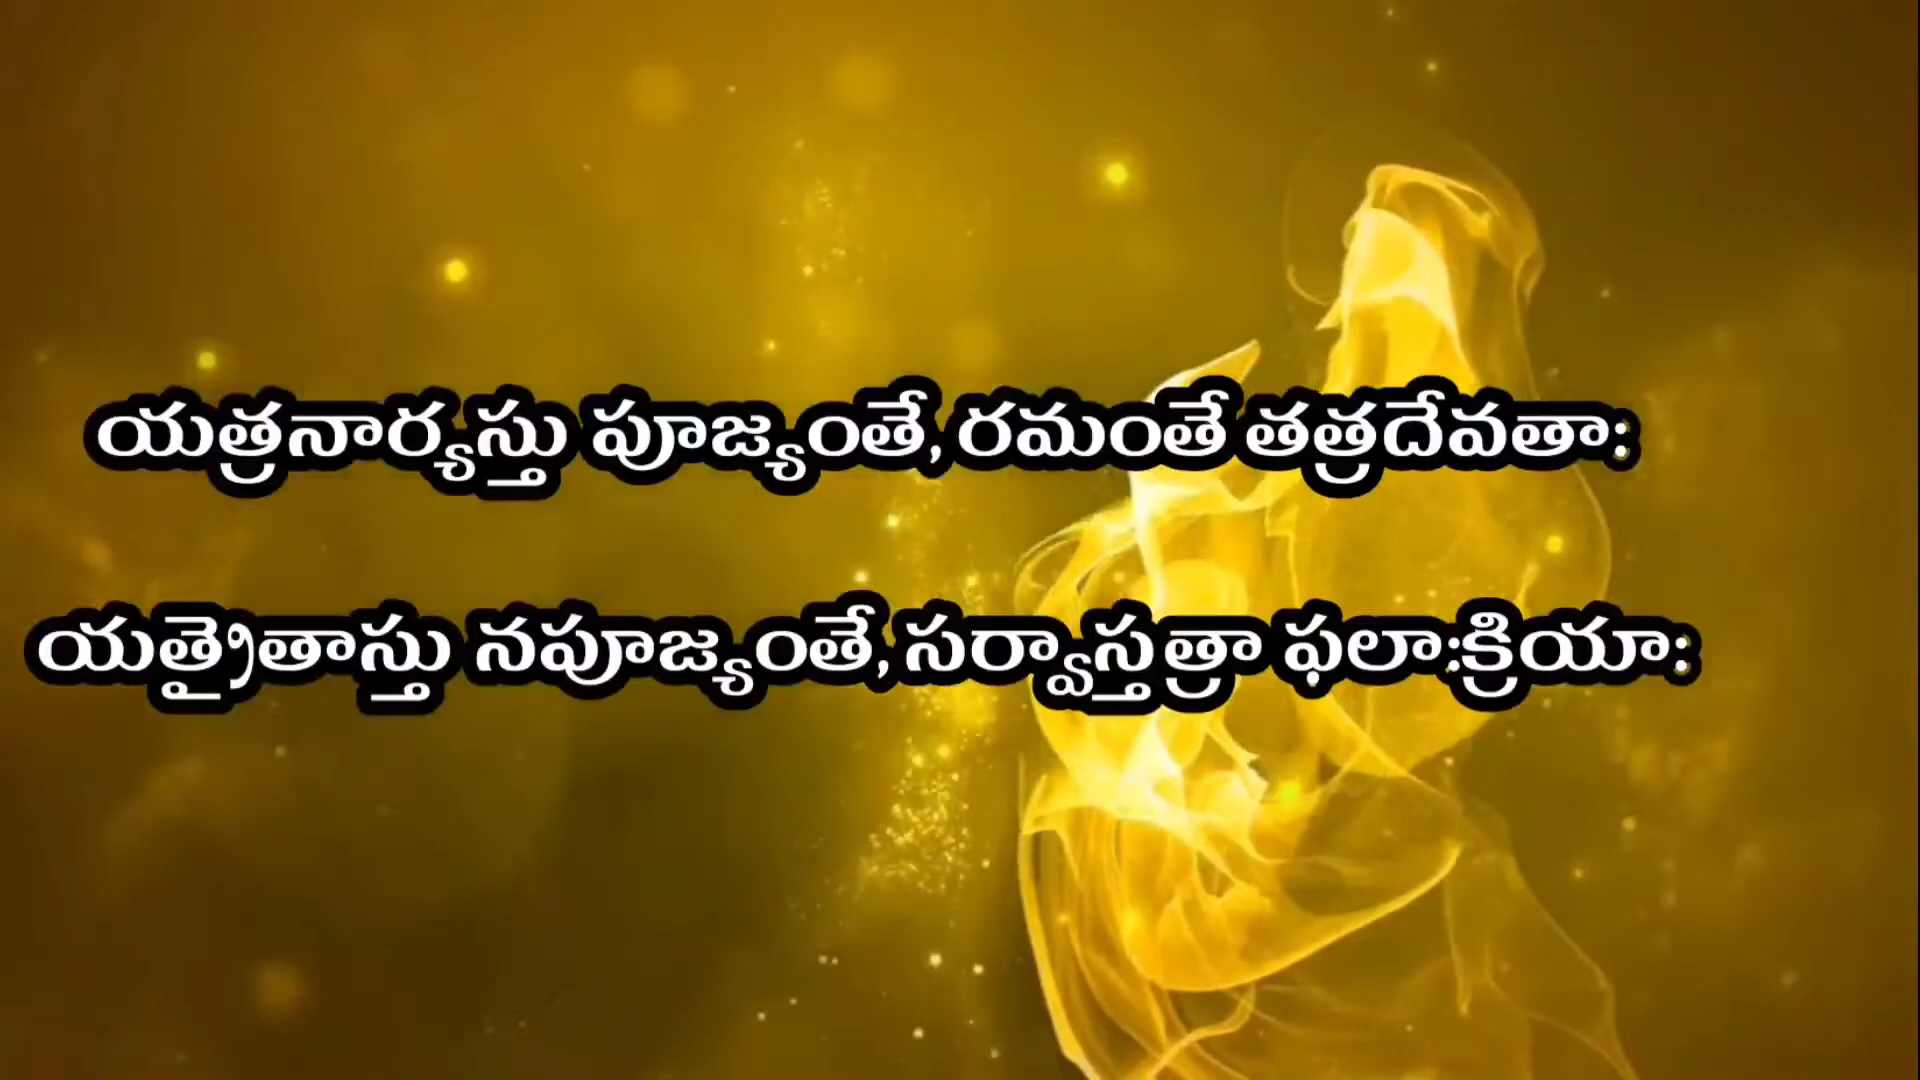 యత్రనార్యస్తు పూజ్యంతే, రమంతే తత్రదేవతా:
యత్రైతాస్తు నపూజ్యంతే, సర్వాస్తత్రా ఫలా:క్రియా: